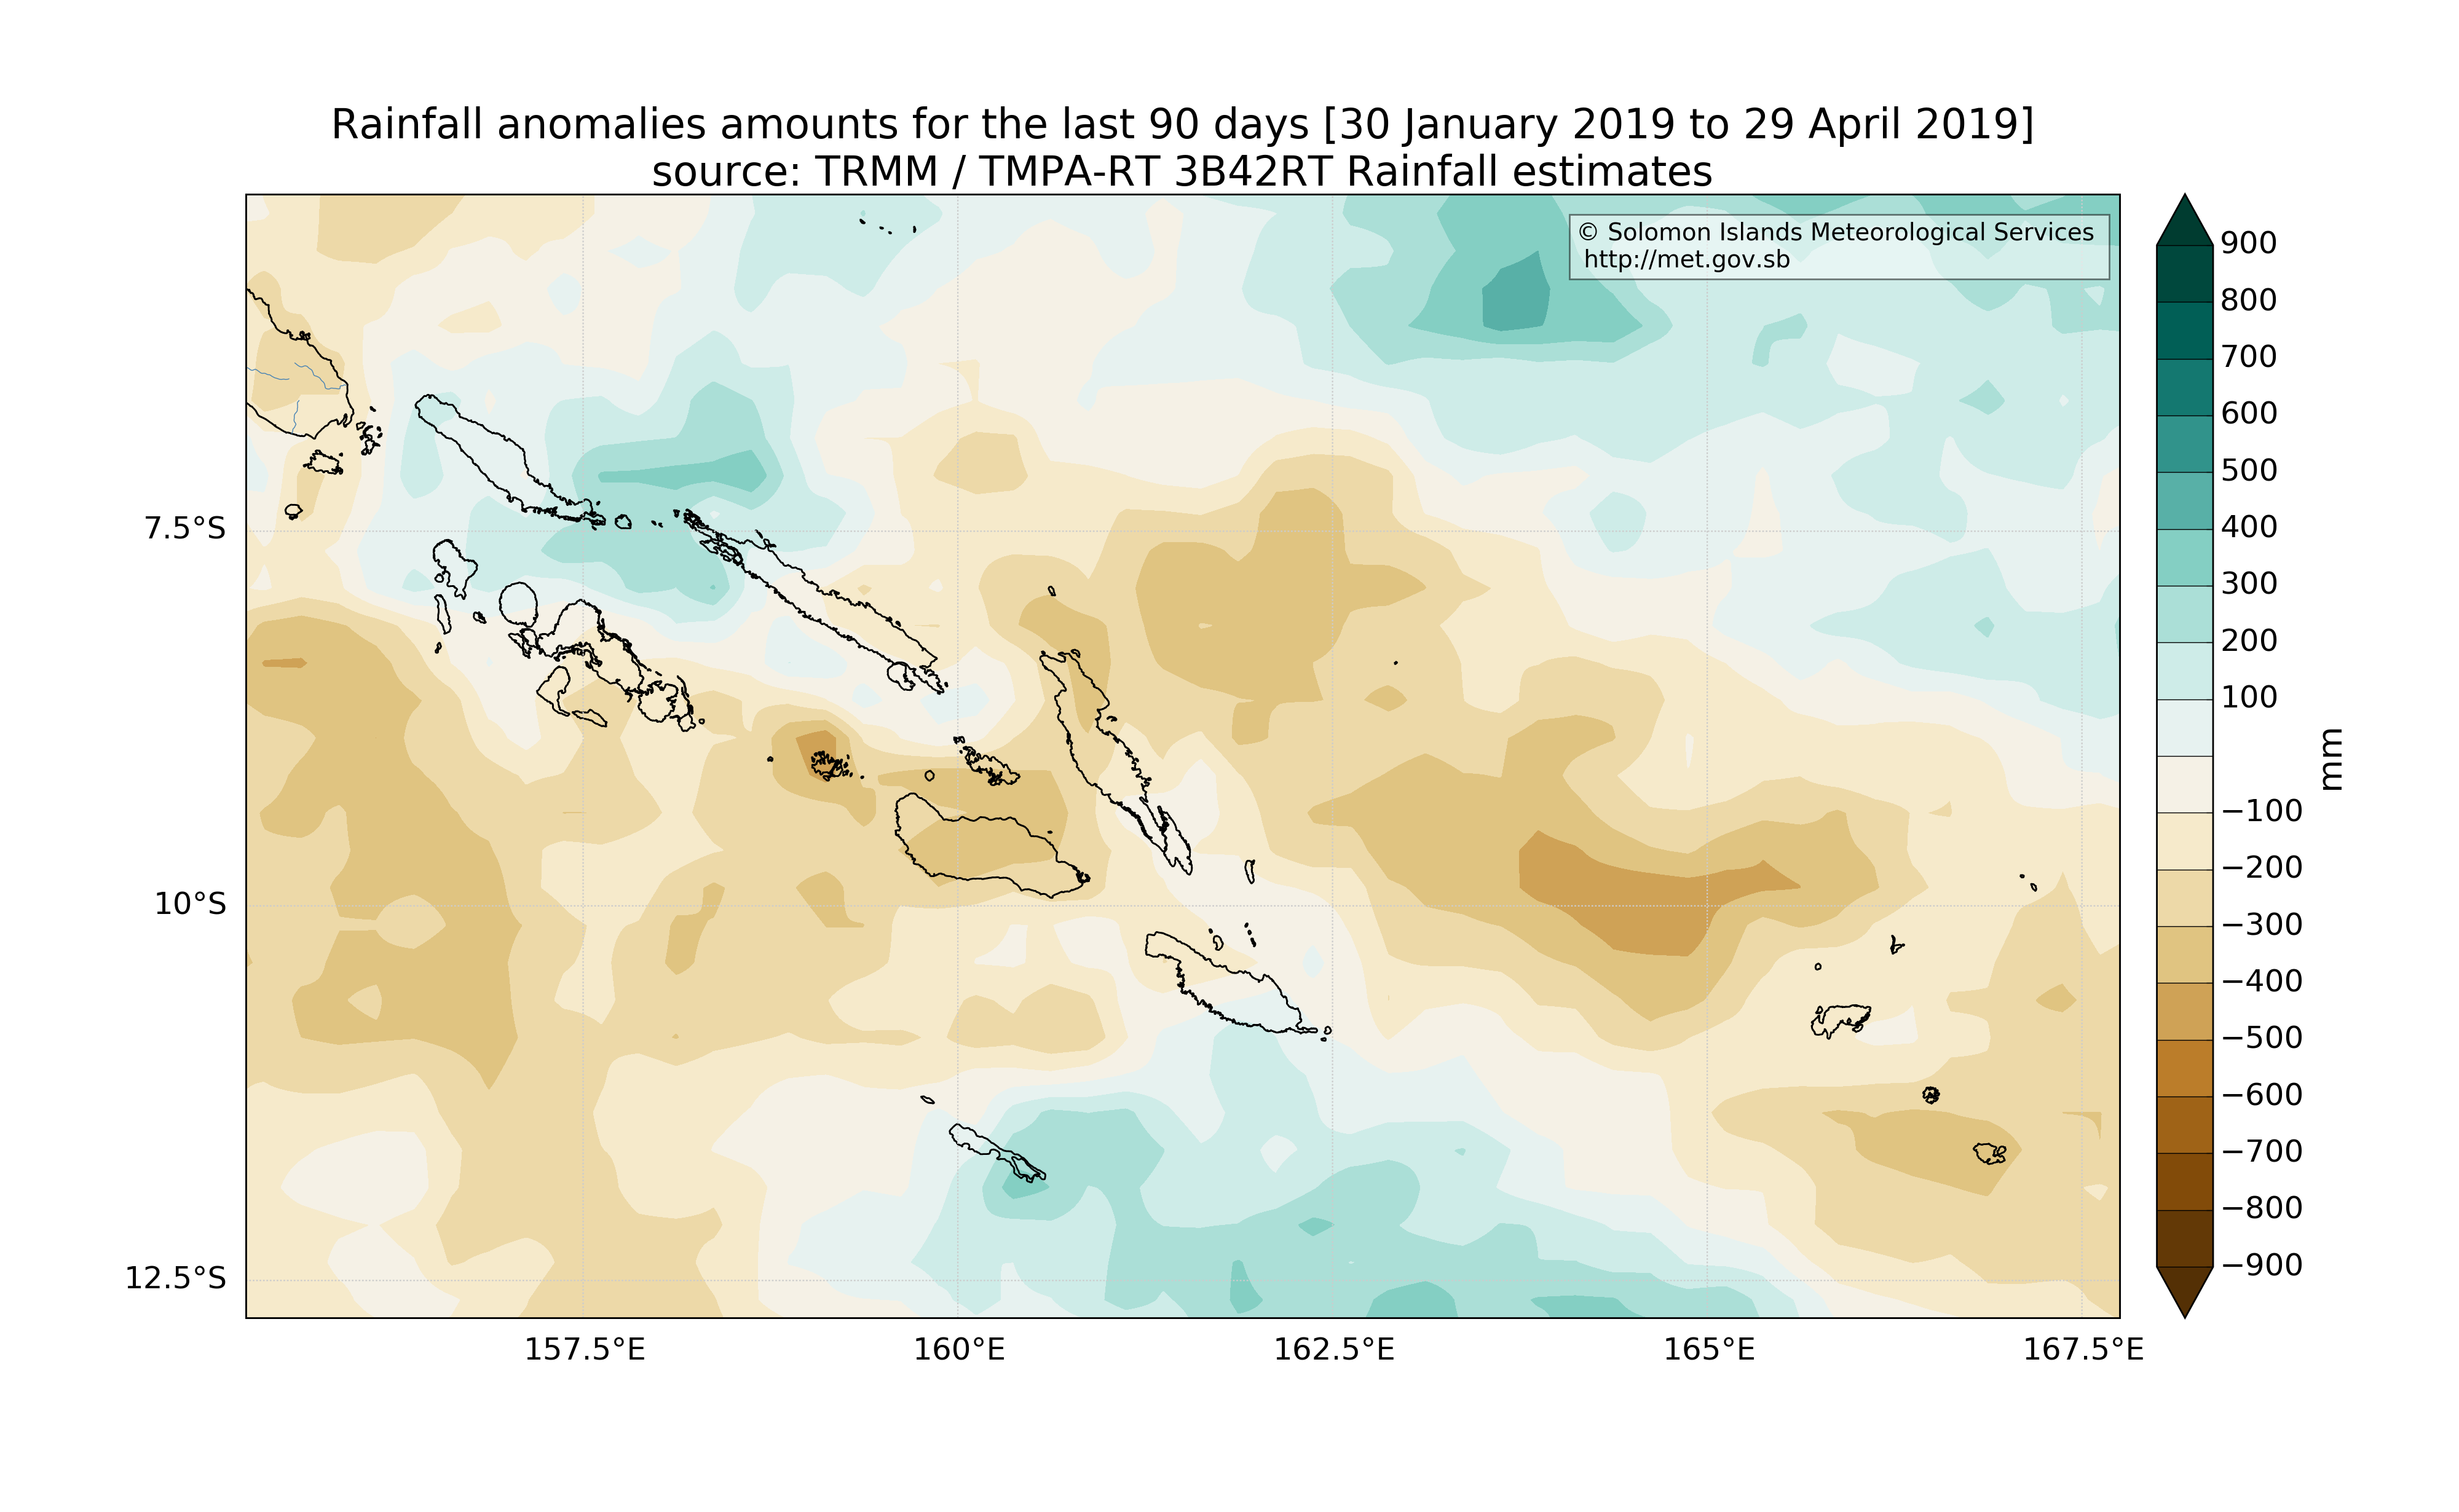 Rainfall anomalies amounts for the last 90 days [30 January 2019 to 29 April 2019]
source: TRMM / TMPA-RT 3B42RT Rainfall estimates
© Solomon Islands Meteorological Services
http://met.gov.sb
7.5°S
10°S
12.5°S
157.5°E
160°E
162.5°E
165°E
167.5°E
900
800
700
600
500
400
300
200
100
−100
−200
−300
−400
−500
−600
−700
−800
−900
mm